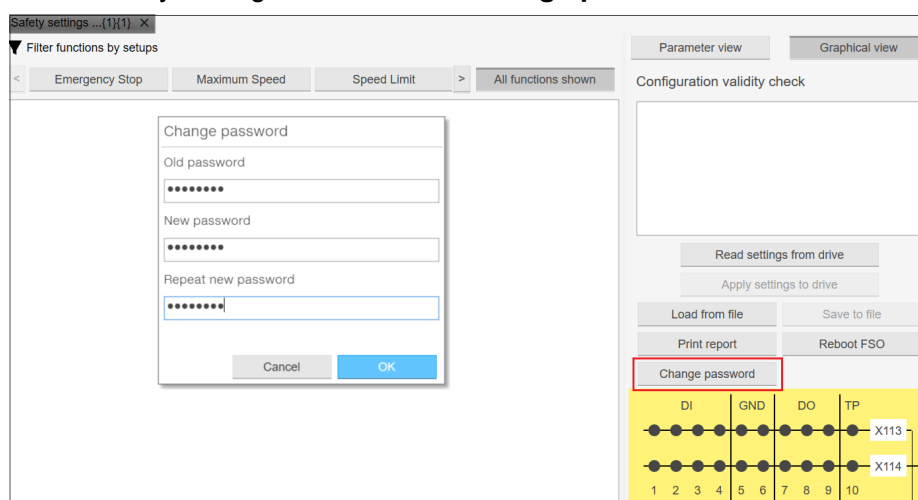 Safety settings ...{1}{1} ×
Filter functions by setups
< Emergency Stop Maximum Speed Speed Limit > All functions shown
Change password
Old password
••••••••
New password
••••••••
Repeat new password
••••••••
Cancel OK
Parameter view Graphical view
Configuration validity check
Read settings from drive
Apply settings to drive
Load from file Save to file
Print report Reboot FSO
Change password
DI GND DO TP
X113
X114
1 2 3 4 5 6 7 8 9 10